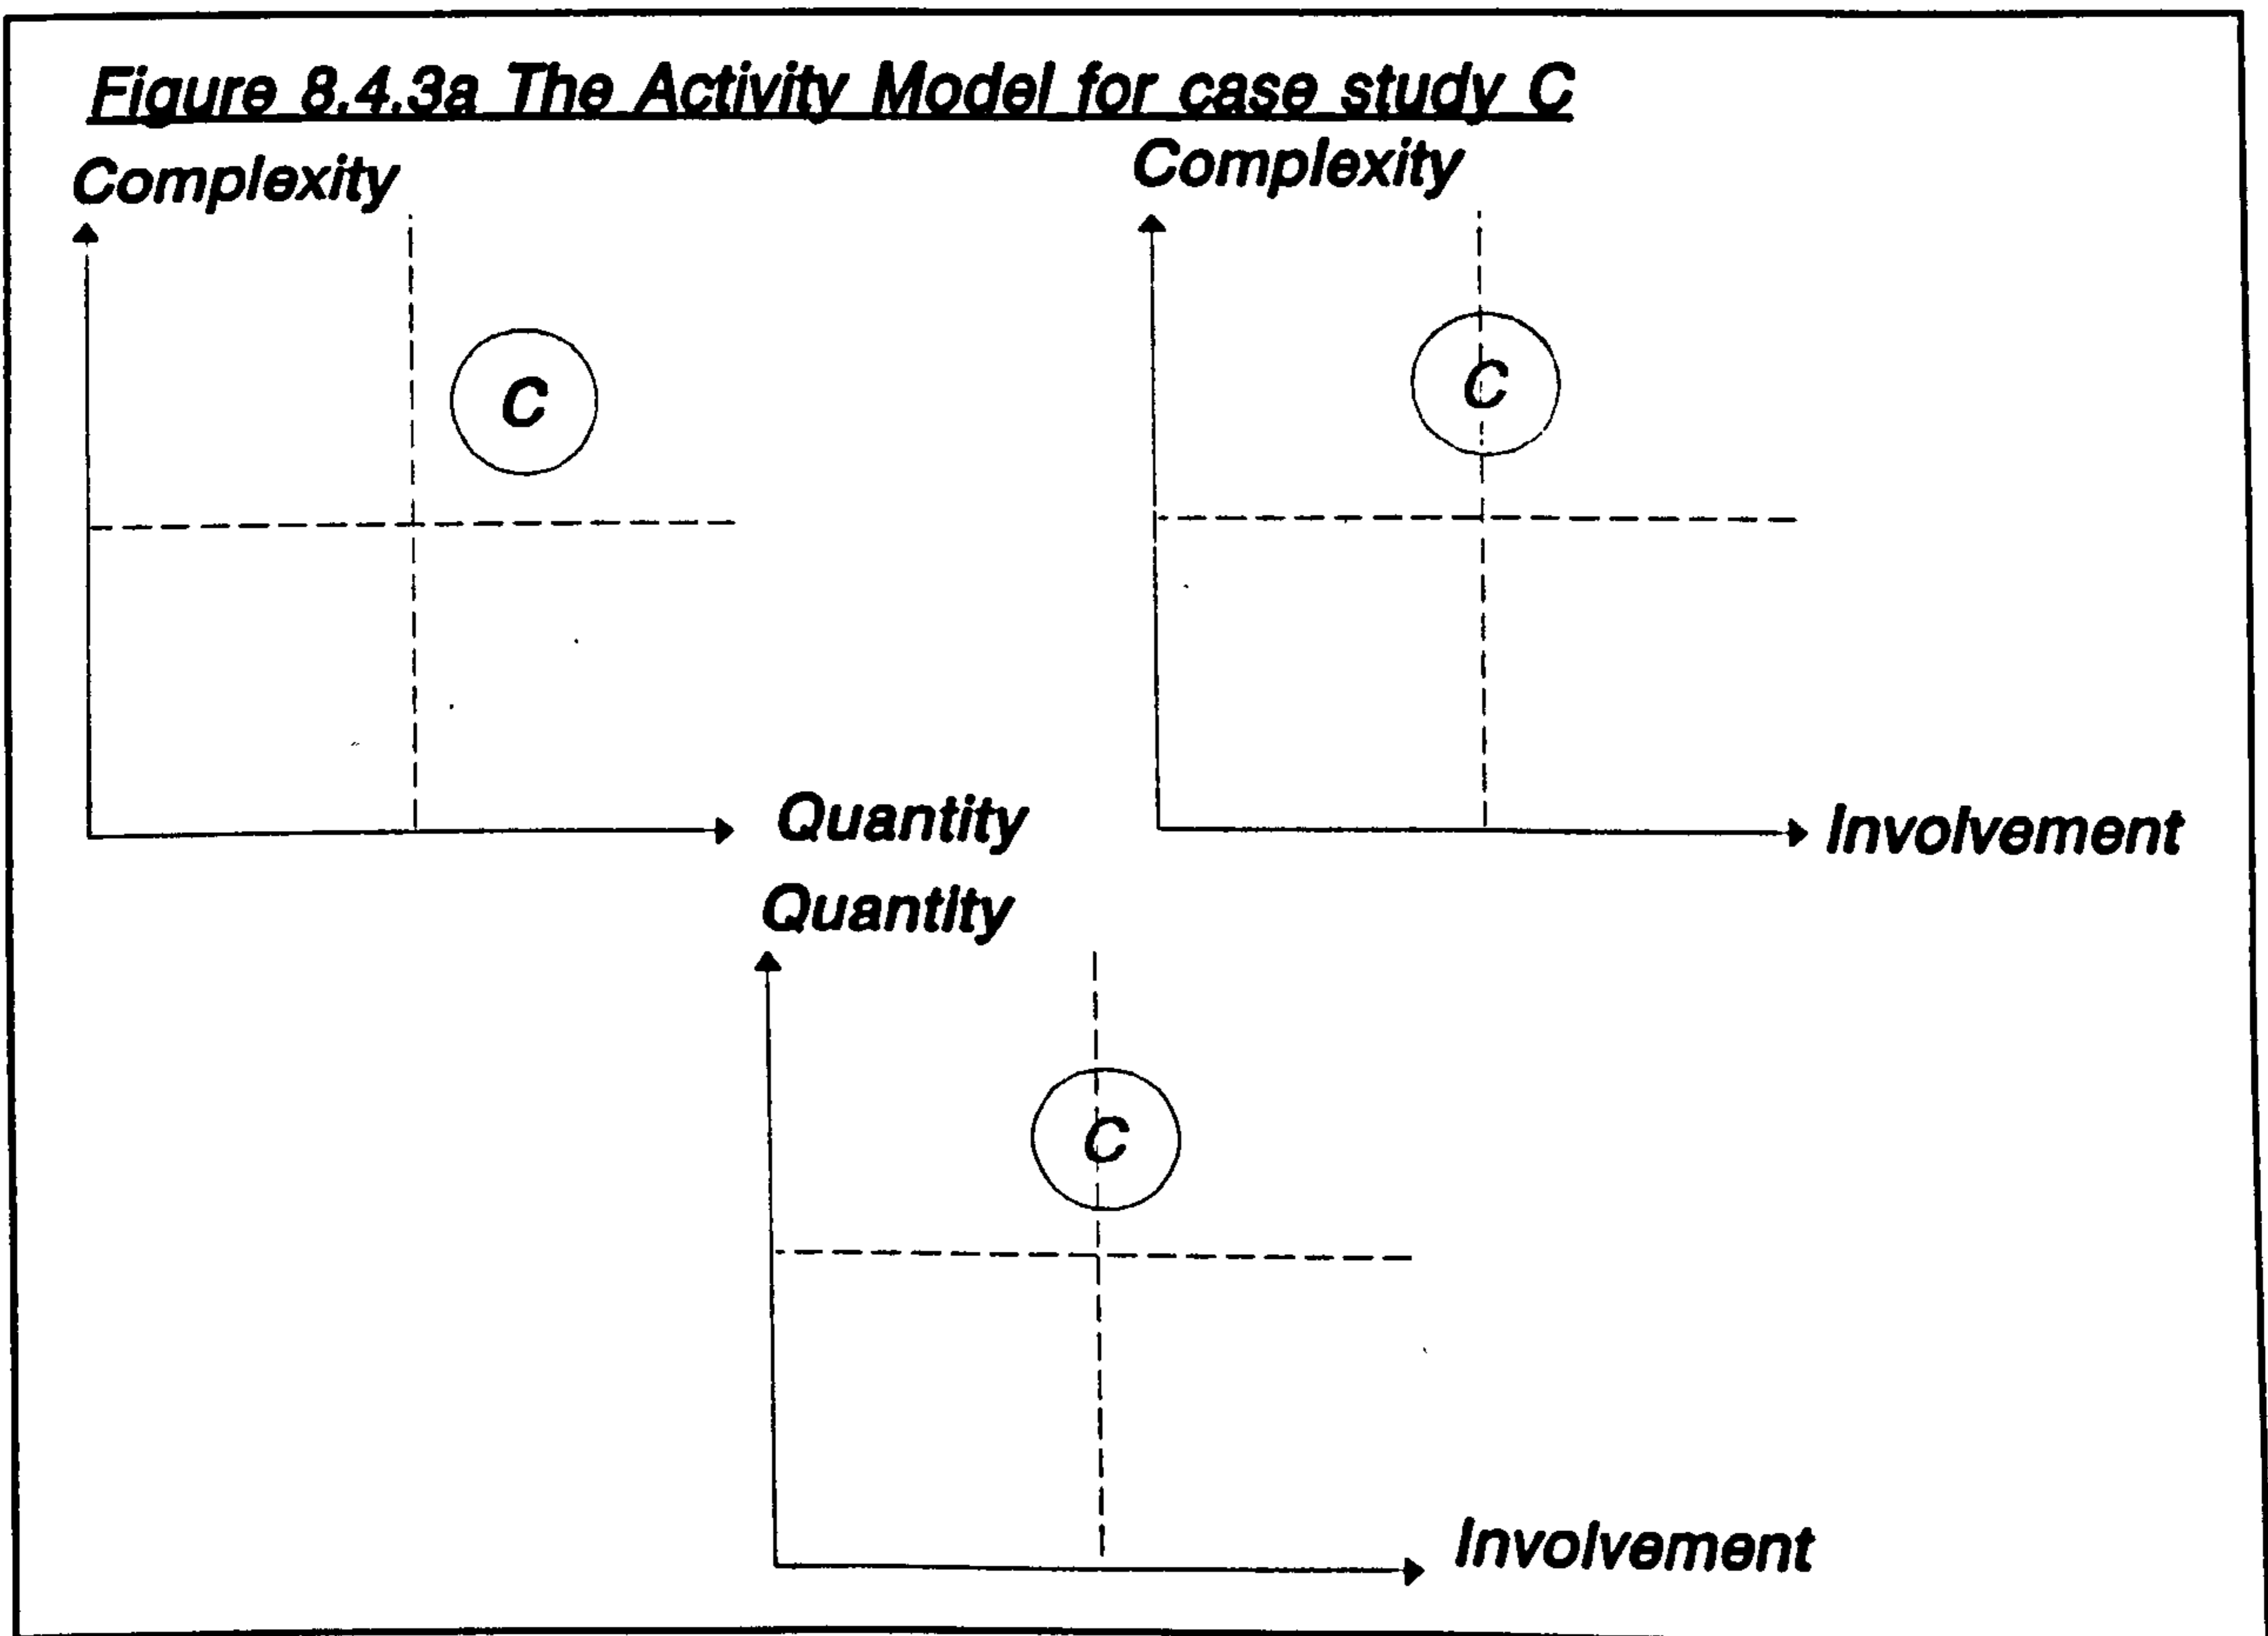 Figure 8.4.3a The Activity Model for case study C
Complexity
C
Quantity
Complexity
C
Involvement
Quantity
C
Involvement